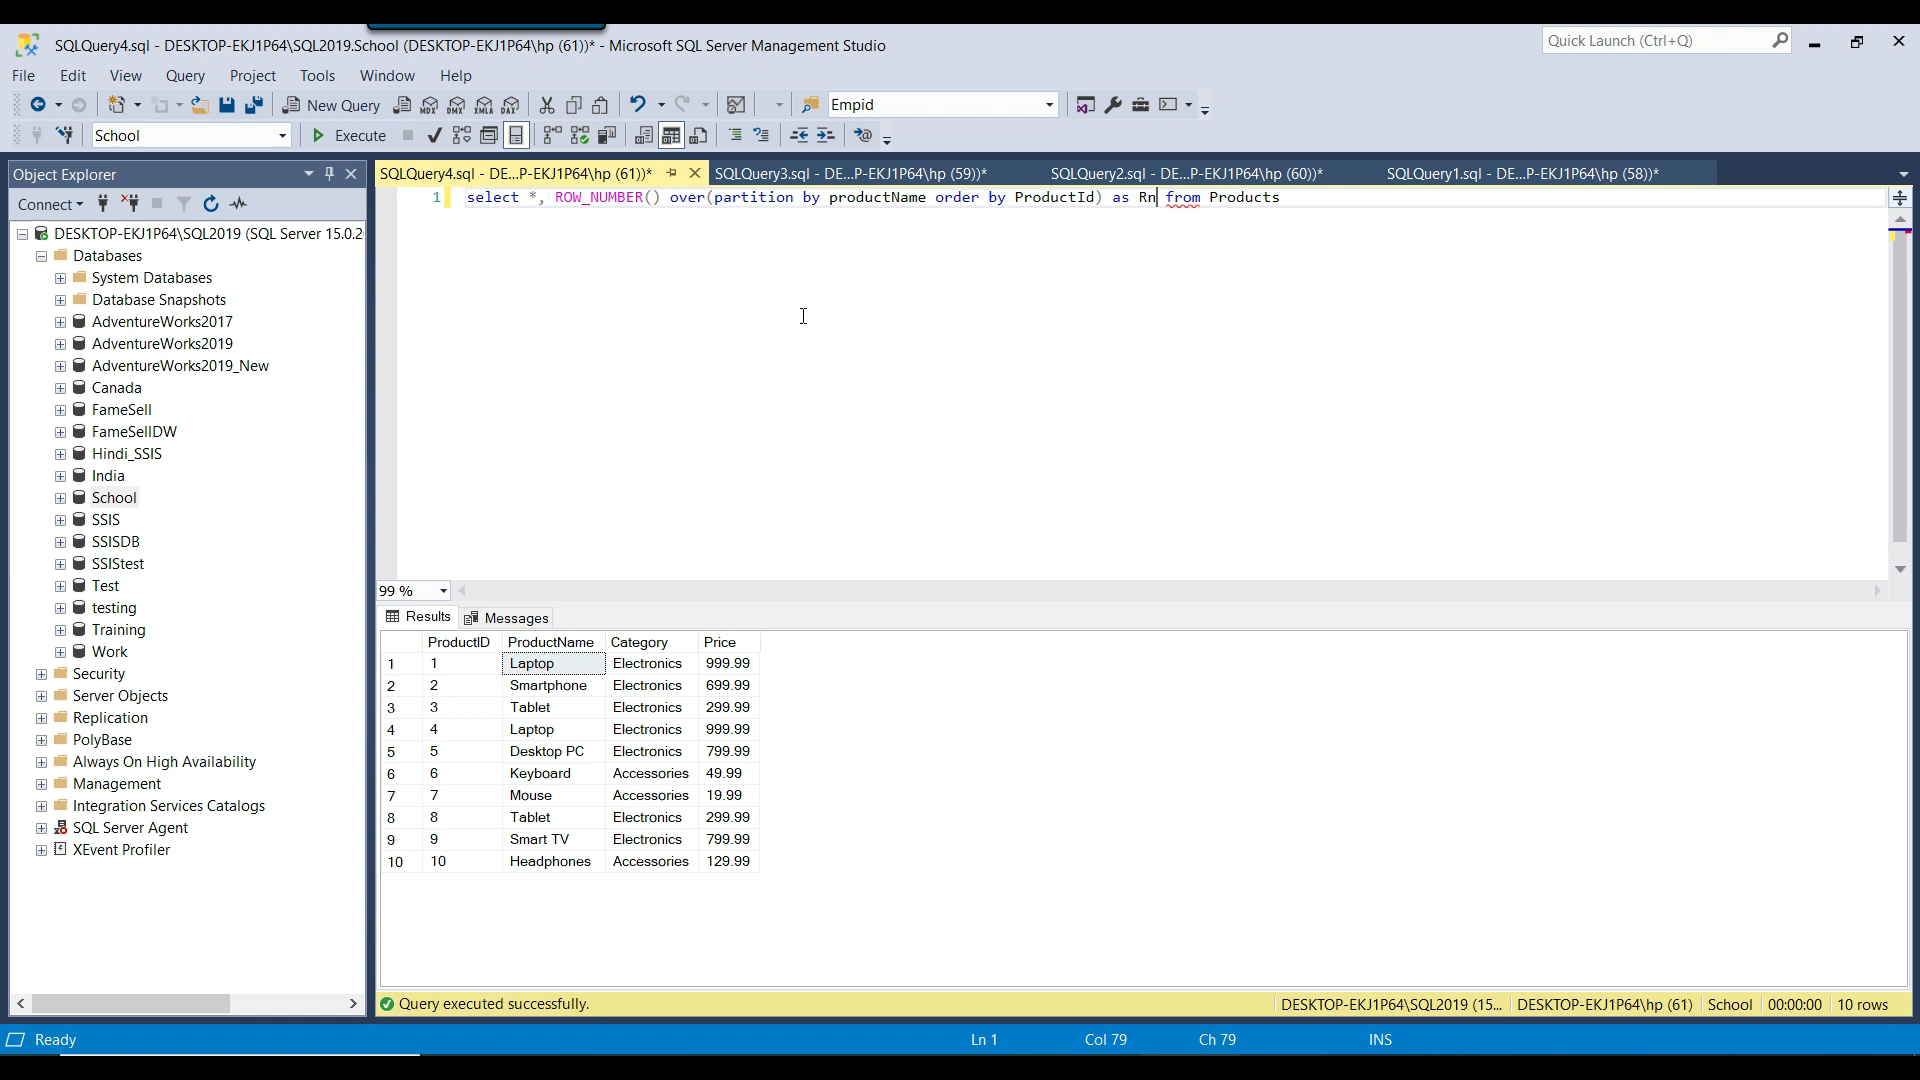 SQLQuery4.sql - DESKTOP-EKJ1P64\SQL2019.School (DESKTOP-EKJ1P64\hp (61))* - Microsoft SQL Server Management Studio
Quick Launch (Ctrl+Q)
File Edit View Query Project Tools Window Help
New Query MDX DMX XMLA DAX Empid
School Execute
Object Explorer
SQLQuery4.sql - DE...P-EKJ1P64\hp (61))* SQLQuery3.sql - DE...P-EKJ1P64\hp (59))* SQLQuery2.sql - DE...P-EKJ1P64\hp (60))* SQLQuery1.sql - DE...P-EKJ1P64\hp (58))*
Connect
1 select *, ROW_NUMBER() over(partition by productName order by ProductId) as Rn from Products
DESKTOP-EKJ1P64\SQL2019 (SQL Server 15.0.2
Databases
System Databases
Database Snapshots
AdventureWorks2017
AdventureWorks2019
AdventureWorks2019_New
Canada
FameSell
FameSellDW
Hindi_SSIS
India
School
SSIS
SSISDB
SSIStest
Test
testing
Training
Work
Security
Server Objects
Replication
PolyBase
Always On High Availability
Management
Integration Services Catalogs
SQL Server Agent
XEvent Profiler
99 %
Results Messages
ProductID ProductName Category Price
1 1 Laptop Electronics 999.99
2 2 Smartphone Electronics 699.99
3 3 Tablet Electronics 299.99
4 4 Laptop Electronics 999.99
5 5 Desktop PC Electronics 799.99
6 6 Keyboard Accessories 49.99
7 7 Mouse Accessories 19.99
8 8 Tablet Electronics 299.99
9 9 Smart TV Electronics 799.99
10 10 Headphones Accessories 129.99
Query executed successfully. DESKTOP-EKJ1P64\SQL2019 (15... DESKTOP-EKJ1P64\hp (61) School 00:00:00 10 rows
Ready Ln 1 Col 79 Ch 79 INS